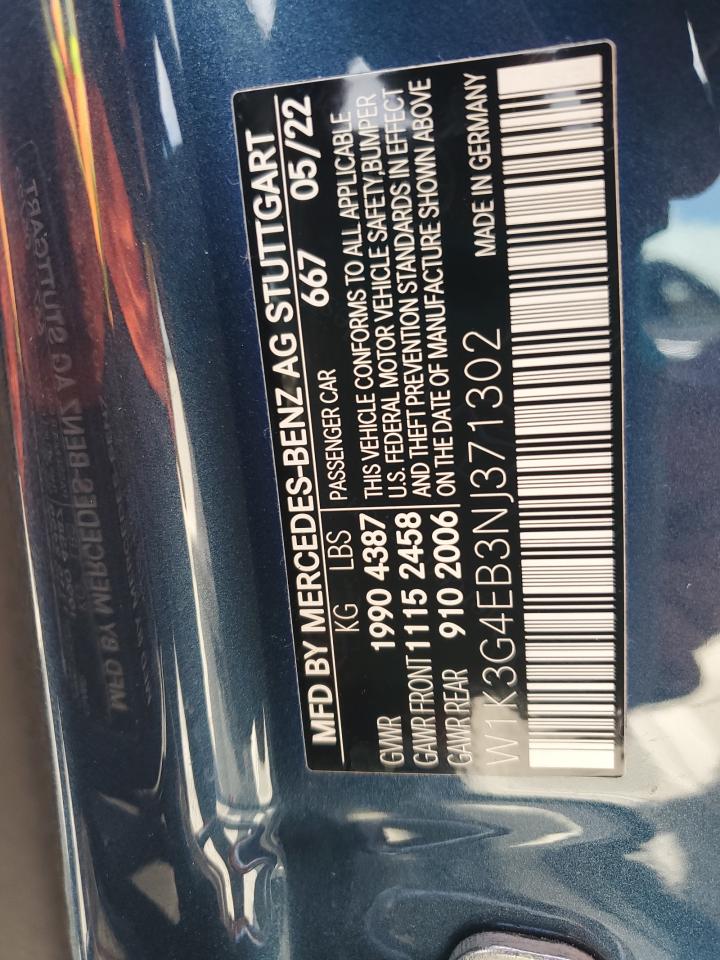 MFD BY MERCEDES-BENZ AG STUTTGART
KG LBS 667 05/22
GVWR 1990 4387
GAWR FRONT 1115 2458
GAWR REAR 910 2006
PASSENGER CAR
THIS VEHICLE CONFORMS TO ALL APPLICABLE
U.S. FEDERAL MOTOR VEHICLE SAFETY,BUMPER
AND THEFT PREVENTION STANDARDS IN EFFECT
ON THE DATE OF MANUFACTURE SHOWN ABOVE
W1K3G4EB3NJ371302 MADE IN GERMANY